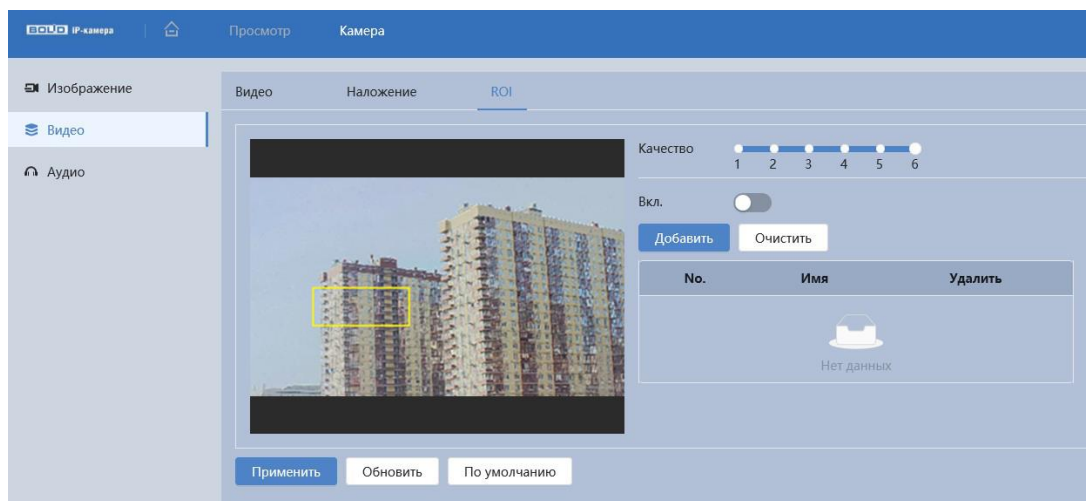 BOLID IP-камера Просмотр Камера
Изображение
Видео
Аудио
Видео Наложение ROI
Качество
1 2 3 4 5 6
Вкл.
Добавить Очистить
No. Имя Удалить
Нет данных
Применить Обновить По умолчанию